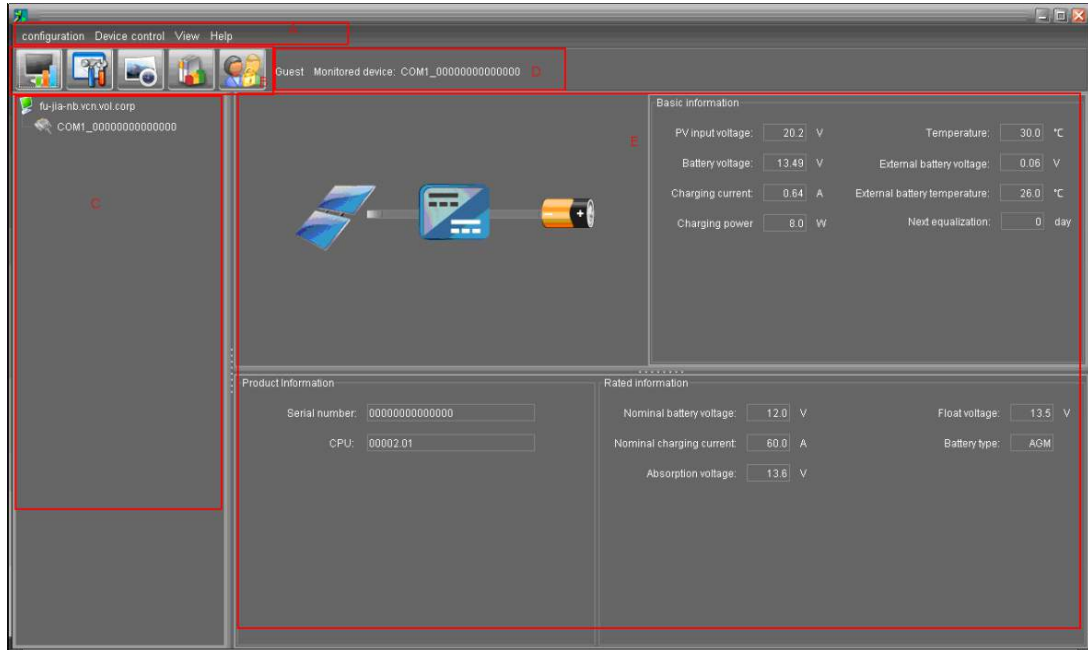 A
configuration Device control View Help
B
Guest Monitored device: COM1_00000000000000 D
fu-jia-nb.vcn.vol.corp
COM1_00000000000000
C
E
Basic information
PV input voltage: 20.2 V Temperature: 30.0 °C
Battery voltage: 13.49 V External battery voltage: 0.06 V
Charging current: 0.64 A External battery temperature: 26.0 °C
Charging power 8.0 W Next equalization: 0 day
Product information
Serial number: 00000000000000
CPU: 00002.01
Rated information
Nominal battery voltage: 12.0 V Float voltage: 13.5 V
Nominal charging current: 60.0 A Battery type: AGM
Absorption voltage: 13.6 V